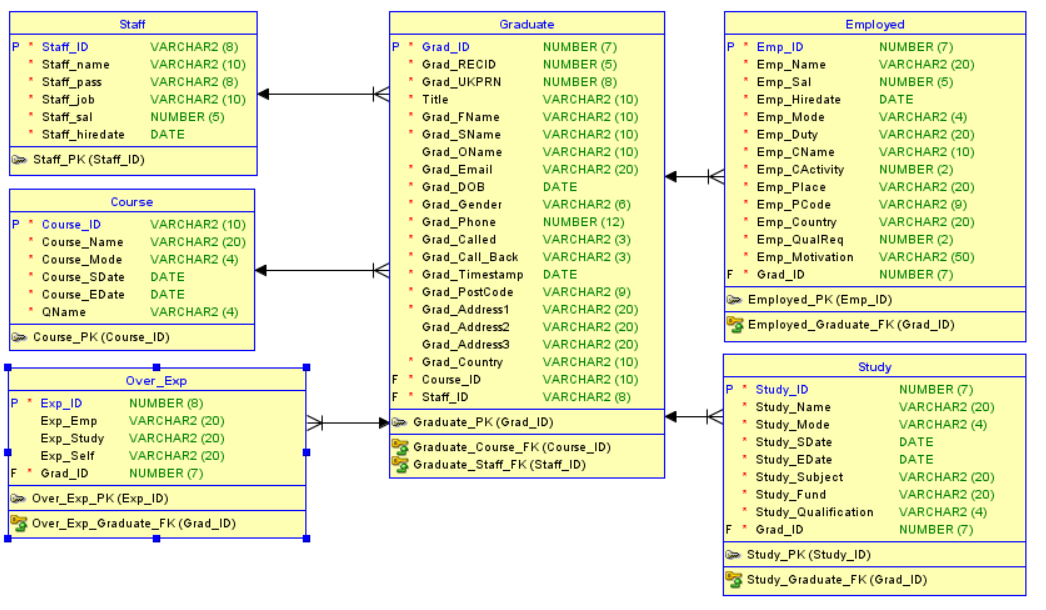 Staff
P * Staff_ID VARCHAR2 (8)
* Staff_name VARCHAR2 (10)
* Staff_pass VARCHAR2 (8)
* Staff_job VARCHAR2 (10)
* Staff_sal NUMBER (5)
* Staff_hiredate DATE
Staff_PK (Staff_ID)
Course
P * Course_ID VARCHAR2 (10)
* Course_Name VARCHAR2 (20)
* Course_Mode VARCHAR2 (4)
* Course_SDate DATE
* Course_EDate DATE
* QName VARCHAR2 (4)
Course_PK (Course_ID)
Over_Exp
P * Exp_ID NUMBER (8)
Exp_Emp VARCHAR2 (20)
Exp_Study VARCHAR2 (20)
Exp_Self VARCHAR2 (20)
F * Grad_ID NUMBER (7)
Over_Exp_PK (Exp_ID)
Over_Exp_Graduate_FK (Grad_ID)
Graduate
P * Grad_ID NUMBER (7)
* Grad_RECID NUMBER (5)
* Grad_UKPRN NUMBER (8)
* Title VARCHAR2 (10)
* Grad_FName VARCHAR2 (10)
* Grad_SName VARCHAR2 (10)
Grad_OName VARCHAR2 (10)
* Grad_Email VARCHAR2 (20)
* Grad_DOB DATE
* Grad_Gender VARCHAR2 (6)
* Grad_Phone NUMBER (12)
* Grad_Called VARCHAR2 (3)
* Grad_Call_Back VARCHAR2 (3)
* Grad_Timestamp DATE
* Grad_PostCode VARCHAR2 (9)
* Grad_Address1 VARCHAR2 (20)
Grad_Address2 VARCHAR2 (20)
Grad_Address3 VARCHAR2 (20)
* Grad_Country VARCHAR2 (10)
F * Course_ID VARCHAR2 (10)
F * Staff_ID VARCHAR2 (8)
Graduate_PK (Grad_ID)
Graduate_Course_FK (Course_ID)
Graduate_Staff_FK (Staff_ID)
Employed
P * Emp_ID NUMBER (7)
* Emp_Name VARCHAR2 (20)
* Emp_Sal NUMBER (5)
* Emp_Hiredate DATE
* Emp_Mode VARCHAR2 (4)
* Emp_Duty VARCHAR2 (20)
* Emp_CName VARCHAR2 (10)
* Emp_CActivity NUMBER (2)
* Emp_Place VARCHAR2 (20)
* Emp_PCode VARCHAR2 (9)
* Emp_Country VARCHAR2 (20)
* Emp_QualReq NUMBER (2)
* Emp_Motivation VARCHAR2 (50)
F * Grad_ID NUMBER (7)
Employed_PK (Emp_ID)
Employed_Graduate_FK (Grad_ID)
Study
P * Study_ID NUMBER (7)
* Study_Name VARCHAR2 (20)
* Study_Mode VARCHAR2 (4)
* Study_SDate DATE
* Study_EDate DATE
* Study_Subject VARCHAR2 (20)
* Study_Fund VARCHAR2 (20)
* Study_Qualification VARCHAR2 (4)
F * Grad_ID NUMBER (7)
Study_PK (Study_ID)
Study_Graduate_FK (Grad_ID)